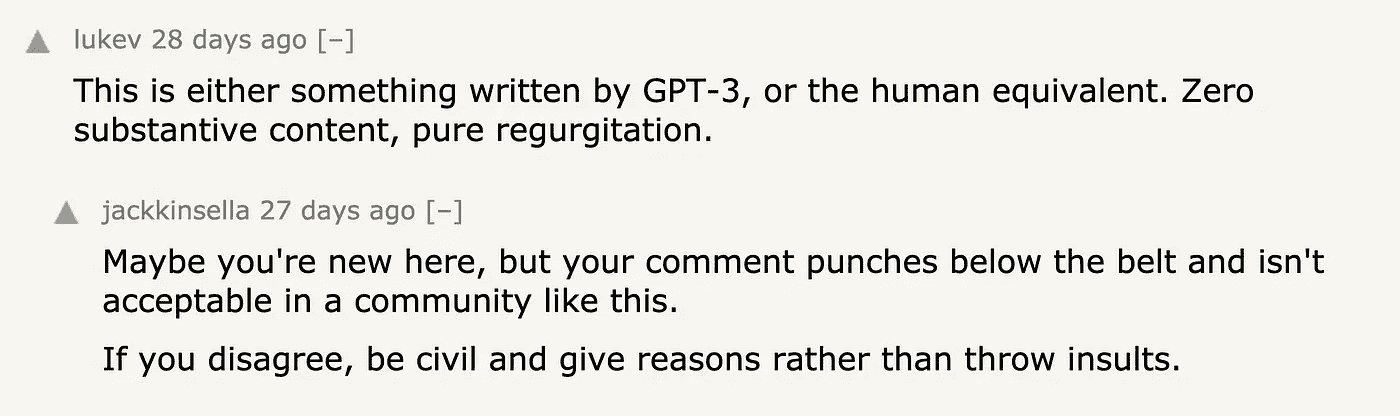 lukev 28 days ago [–]
This is either something written by GPT-3, or the human equivalent. Zero
substantive content, pure regurgitation.
jackkinsella 27 days ago [–]
Maybe you're new here, but your comment punches below the belt and isn't
acceptable in a community like this.
If you disagree, be civil and give reasons rather than throw insults.